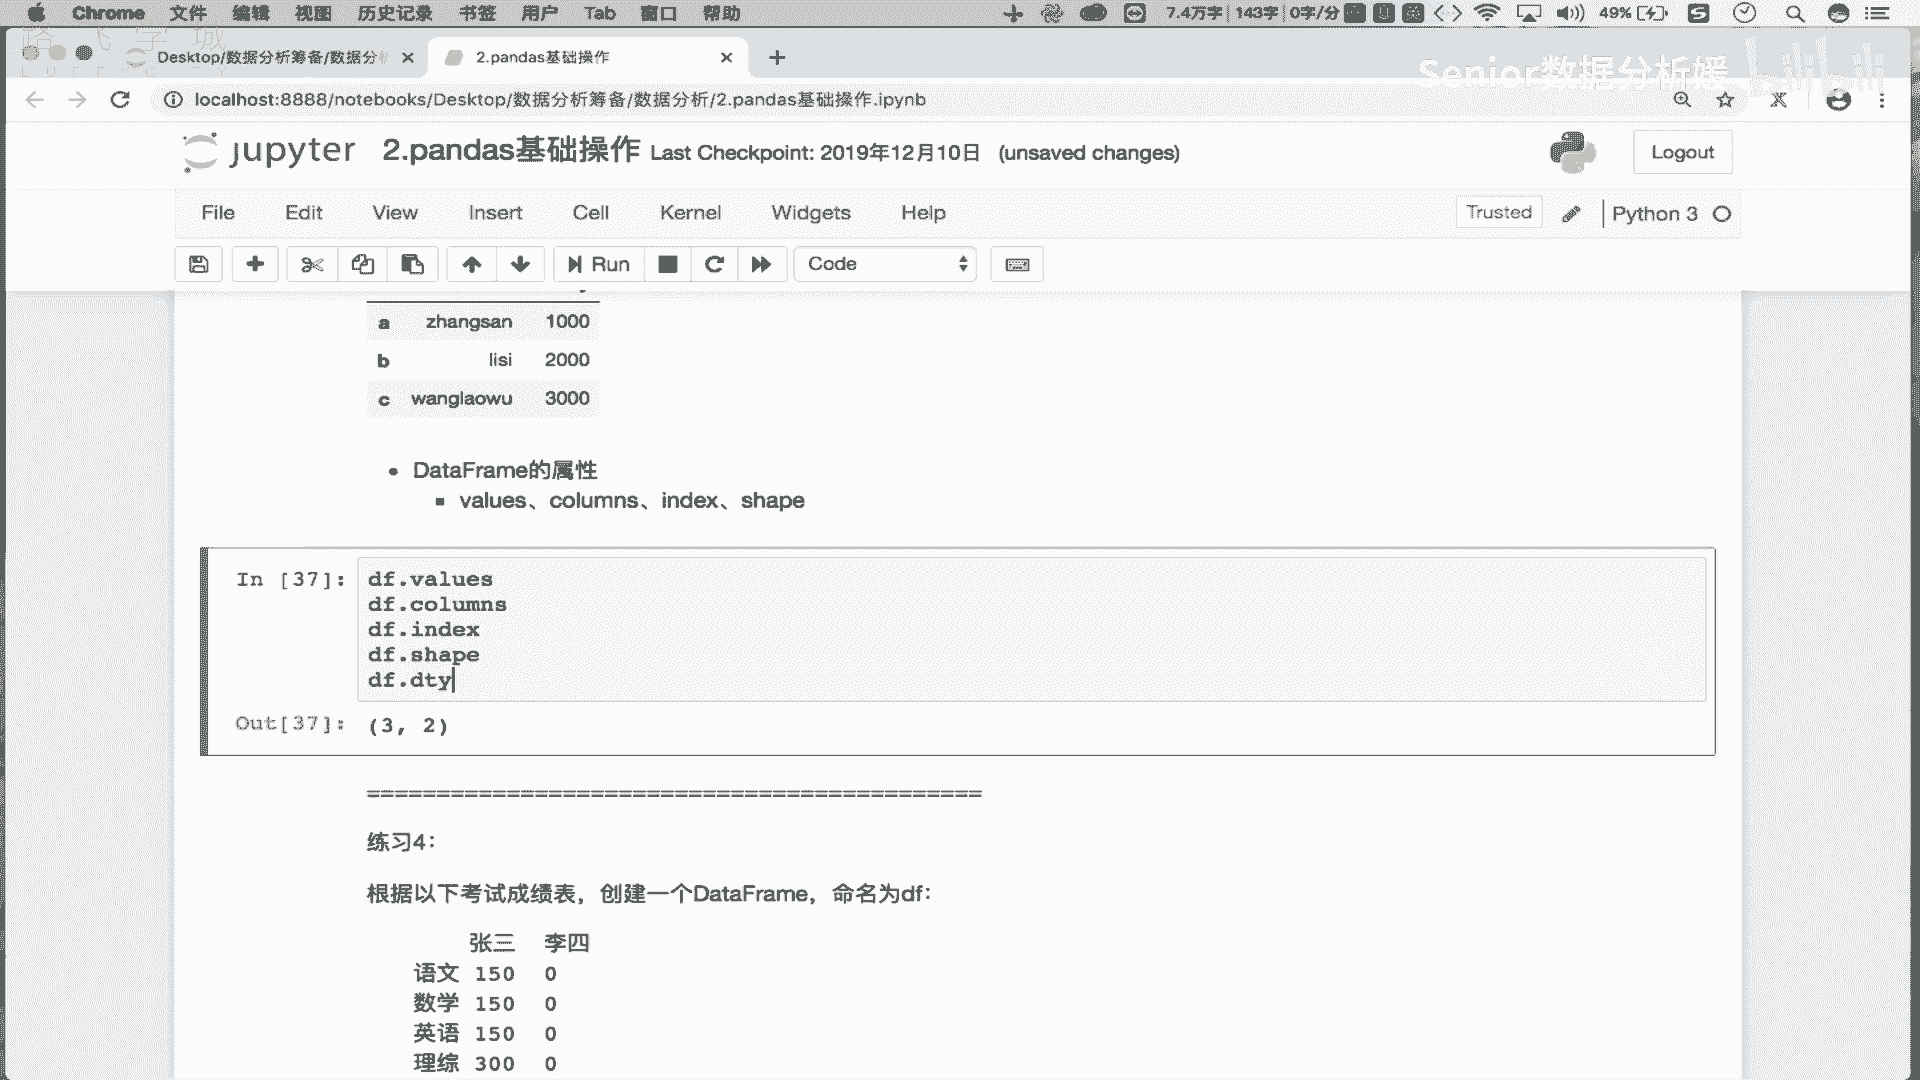 Chrome 文件 编辑 视图 历史记录 书签 用户 Tab 窗口 帮助 7.4万字 143字 0字/分 49%
路飞学城
Desktop/数据分析筹备/数据分析 2.pandas基础操作
Senior数据分析媛 bilibili
localhost:8888/notebooks/Desktop/数据分析筹备/数据分析/2.pandas基础操作.ipynb
jupyter 2.pandas基础操作 Last Checkpoint: 2019年12月10日 (unsaved changes) Logout
File Edit View Insert Cell Kernel Widgets Help Trusted Python 3
Run Code
a zhangsan 1000
b lisi 2000
c wanglaowu 3000
DataFrame的属性
values、columns、index、shape
In [37]: df.values
df.columns
df.index
df.shape
df.dty
Out[37]: (3, 2)
============================================
练习4：
根据以下考试成绩表，创建一个DataFrame，命名为df：
张三 李四
语文 150 0
数学 150 0
英语 150 0
理综 300 0